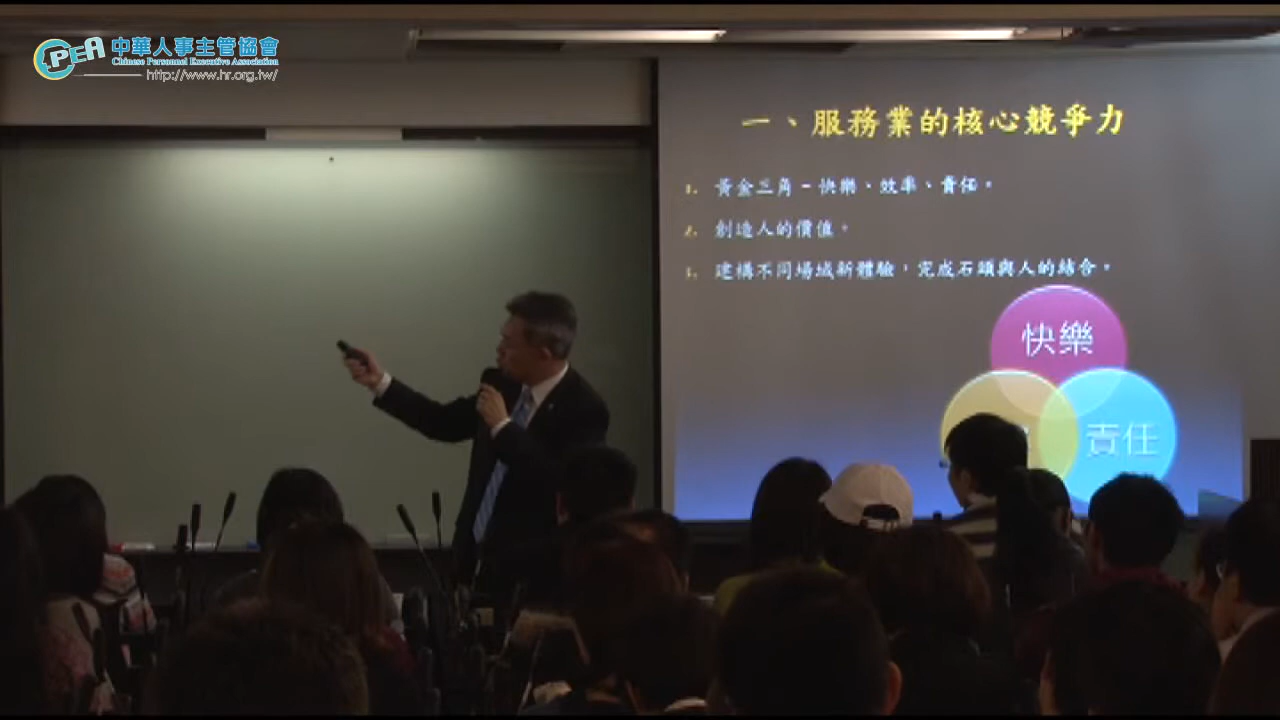 CPEA 中華人事主管協會
Chinese Personnel Executive Association
http://www.hr.org.tw/
一、服務業的核心競爭力
1. 黃金三角－快樂、效率、責任。
2. 創造人的價值。
3. 建構不同場域新體驗，完成石頭與人的結合。
快樂
責任